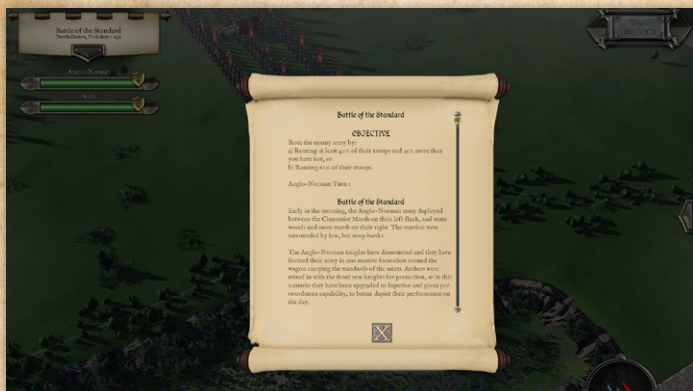 Battle of the Standard
Northallerton, Yorkshire -
Anglo-Norman
Scots
Battle of the Standard
OBJECTIVE
Rout the enemy army by:
a) Routing at least 40% of their troops and 25% more than
you have lost, or
b) Routing 60% of their troops.
Anglo-Norman Turn 1
Battle of the Standard
Early in the morning, the Anglo-Norman army deployed
between the Marsh on their left flank, and some
woods and more marsh on their right. The marshes were
surrounded by low, but steep banks.
The Anglo-Norman knights have dismounted and they have
formed their army in one massive formation around the
wagon carrying the standards of the saints. Archers were
mixed in with the front row knights for protection, so in this
scenario they have been upgraded to Superior and given
swordsmen capability, to better depict their performance on
the day.
X